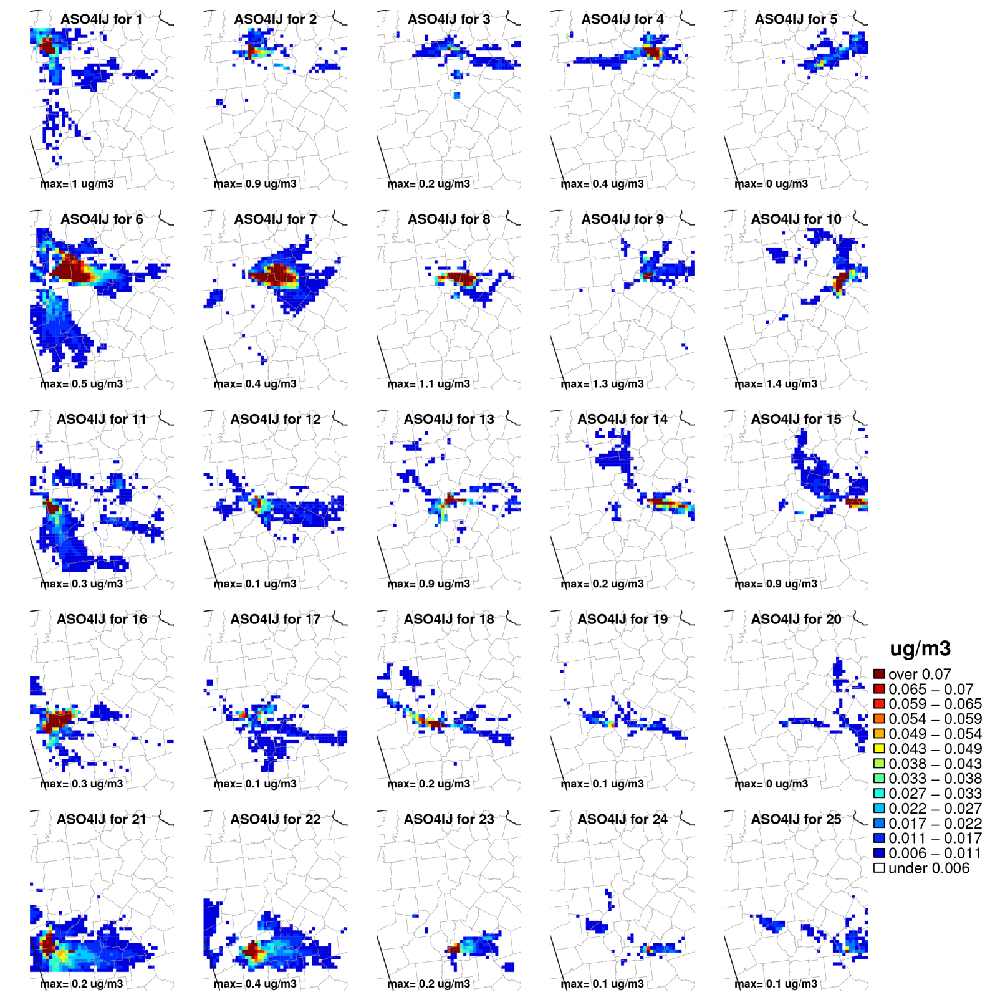 ASO4IJ for 1
max= 1 ug/m3
ASO4IJ for 2
max= 0.9 ug/m3
ASO4IJ for 3
max= 0.2 ug/m3
ASO4IJ for 4
max= 0.4 ug/m3
ASO4IJ for 5
max= 0 ug/m3
ASO4IJ for 6
max= 0.5 ug/m3
ASO4IJ for 7
max= 0.4 ug/m3
ASO4IJ for 8
max= 1.1 ug/m3
ASO4IJ for 9
max= 1.3 ug/m3
ASO4IJ for 10
max= 1.4 ug/m3
ASO4IJ for 11
max= 0.3 ug/m3
ASO4IJ for 12
max= 0.1 ug/m3
ASO4IJ for 13
max= 0.9 ug/m3
ASO4IJ for 14
max= 0.2 ug/m3
ASO4IJ for 15
max= 0.9 ug/m3
ASO4IJ for 16
max= 0.3 ug/m3
ASO4IJ for 17
max= 0.1 ug/m3
ASO4IJ for 18
max= 0.2 ug/m3
ASO4IJ for 19
max= 0.1 ug/m3
ASO4IJ for 20
max= 0 ug/m3
ASO4IJ for 21
max= 0.2 ug/m3
ASO4IJ for 22
max= 0.4 ug/m3
ASO4IJ for 23
max= 0.2 ug/m3
ASO4IJ for 24
max= 0.1 ug/m3
ASO4IJ for 25
max= 0.1 ug/m3
ug/m3
over 0.07
0.065 – 0.07
0.059 – 0.065
0.054 – 0.059
0.049 – 0.054
0.043 – 0.049
0.038 – 0.043
0.033 – 0.038
0.027 – 0.033
0.022 – 0.027
0.017 – 0.022
0.011 – 0.017
0.006 – 0.011
under 0.006